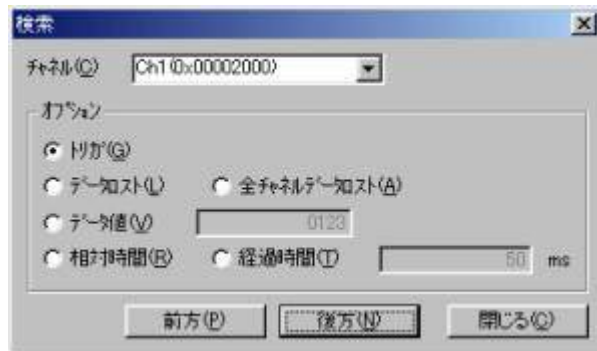 検索
チャネル(C) Ch1(0x00002000)
オプション
トリガ(G)
データロスト(L) 全チャネルデータロスト(A)
データ値(V) 0123
相対時間(R) 経過時間(T) 50 ms
前方(P) 後方(N) 閉じる(C)